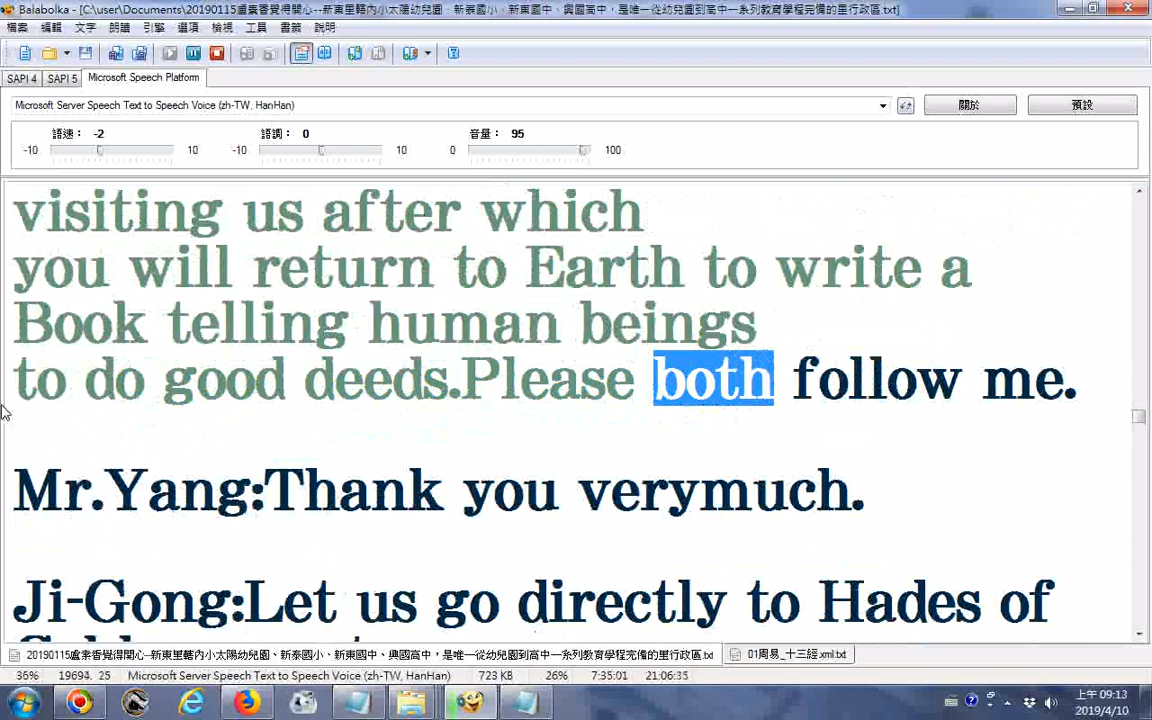 Balabolka - [C:\user\Documents\20190115盧素香覺得開心--新東里轄內小太陽幼兒園、新泰國小、新東國中、興國高中，是唯一從幼兒園到高中一系列教育學程完備的里行政區.txt]
檔案 編輯 文字 朗讀 引擎 選項 檢視 工具 書籤 說明
SAPI 4 SAPI 5 Microsoft Speech Platform
Microsoft Server Speech Text to Speech Voice (zh-TW, HanHan) 關於 預設
語速： -2 語調： 0 音量： 95
-10 10 -10 10 0 100
visiting us after which
you will return to Earth to write a
Book telling human beings
to do good deeds.Please both follow me.
Mr.Yang:Thank you verymuch.
Ji-Gong:Let us go directly to Hades of
20190115盧素香覺得開心--新東里轄內小太陽幼兒園、新泰國小、新東國中、興國高中，是唯一從幼兒園到高中一系列教育學程完備的里行政區.txt 01周易_十三經.xml.txt
36% 19694. 25 Microsoft Server Speech Text to Speech Voice (zh-TW, HanHan) 723 KB 26% 7:35:01 21:06:35
上午 09:13
2019/4/10